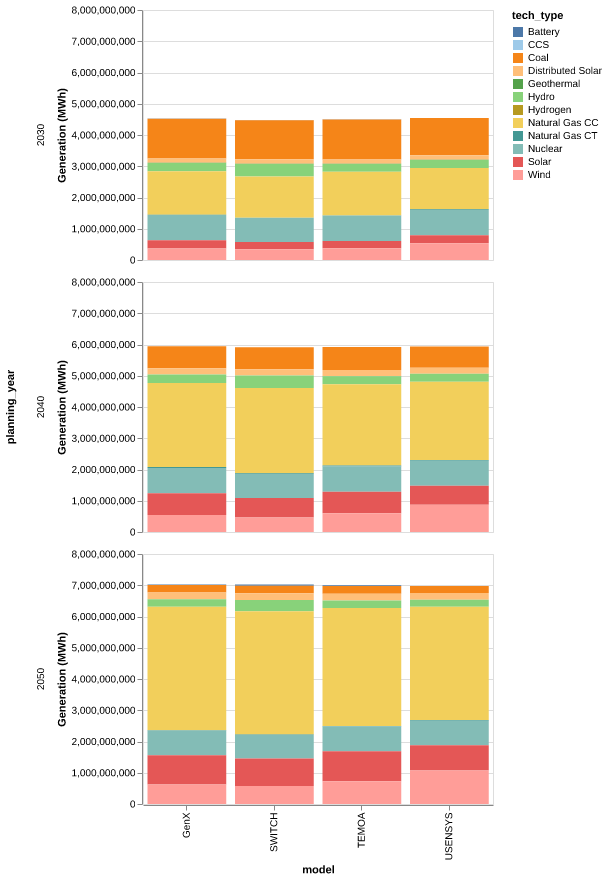 tech_type
Battery
CCS
Coal
Distributed Solar
Geothermal
Hydro
Hydrogen
Natural Gas CC
Natural Gas CT
Nuclear
Solar
Wind
planning_year
2030
Generation (MWh)
8,000,000,000
7,000,000,000
6,000,000,000
5,000,000,000
4,000,000,000
3,000,000,000
2,000,000,000
1,000,000,000
0
2040
Generation (MWh)
8,000,000,000
7,000,000,000
6,000,000,000
5,000,000,000
4,000,000,000
3,000,000,000
2,000,000,000
1,000,000,000
0
2050
Generation (MWh)
8,000,000,000
7,000,000,000
6,000,000,000
5,000,000,000
4,000,000,000
3,000,000,000
2,000,000,000
1,000,000,000
0
GenX
SWITCH
TEMOA
USENSYS
model